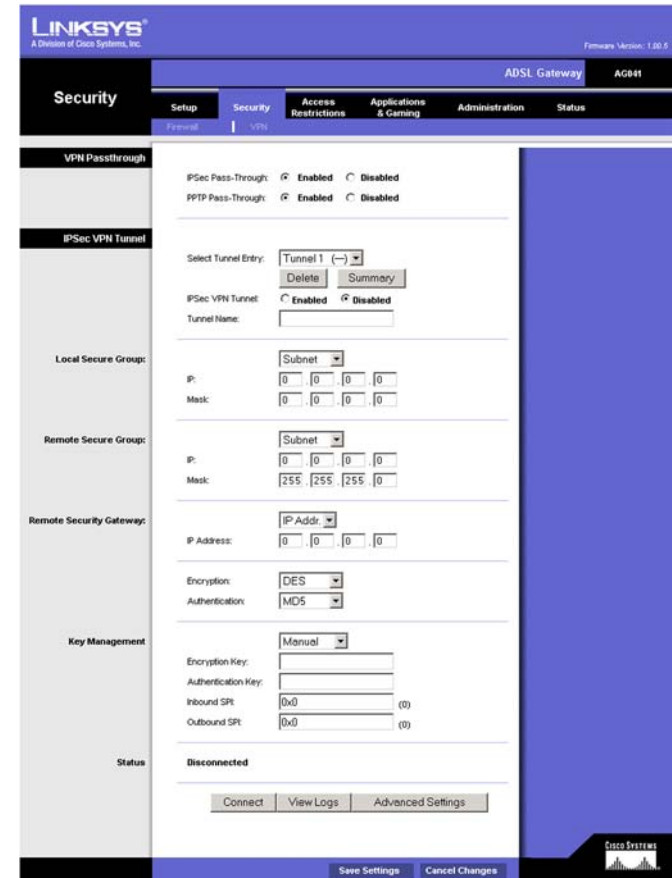 LINKSYS®
A Division of Cisco Systems, Inc.
Firmware Version: 1.00.5
ADSL Gateway AG041
Security
Setup Security Access Restrictions Applications & Gaming Administration Status
Firewall VPN
VPN Passthrough
IPSec Pass-Through: Enabled Disabled
PPTP Pass-Through: Enabled Disabled
IPSec VPN Tunnel
Select Tunnel Entry: Tunnel 1 (---)
Delete Summary
IPSec VPN Tunnel: Enabled Disabled
Tunnel Name:
Local Secure Group: Subnet
IP: 0 . 0 . 0 . 0
Mask: 0 . 0 . 0 . 0
Remote Secure Group: Subnet
IP: 0 . 0 . 0 . 0
Mask: 255 . 255 . 255 . 0
Remote Security Gateway: IP Addr.
IP Address: 0 . 0 . 0 . 0
Encryption: DES
Authentication: MD5
Key Management Manual
Encryption Key:
Authentication Key:
Inbound SPI: 0x0 (0)
Outbound SPI: 0x0 (0)
Status Disconnected
Connect View Logs Advanced Settings
Save Settings Cancel Changes
CISCO SYSTEMS